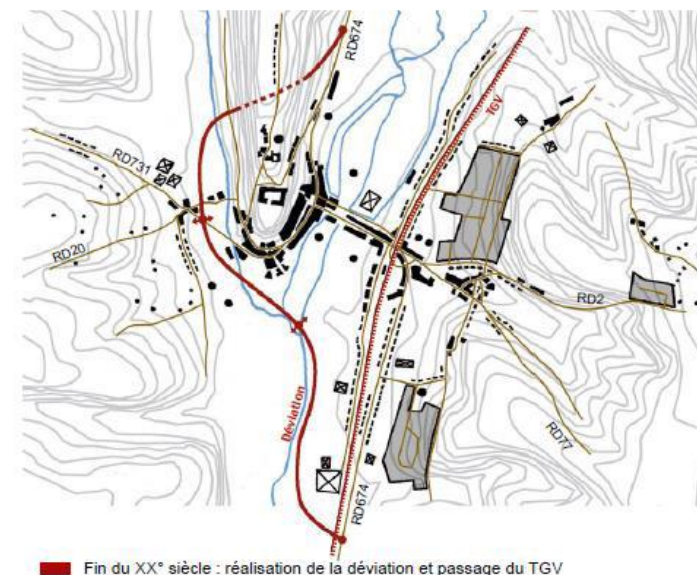 RD674
TGV
RD731
RD20
RD2
Déviation
RD77
RD674
Fin du XX° siècle : réalisation de la déviation et passage du TGV